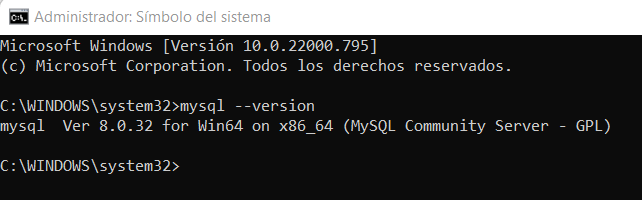 Administrador: Símbolo del sistema
Microsoft Windows [Versión 10.0.22000.795]
(c) Microsoft Corporation. Todos los derechos reservados.
C:\WINDOWS\system32>mysql --version
mysql  Ver 8.0.32 for Win64 on x86_64 (MySQL Community Server - GPL)
C:\WINDOWS\system32>